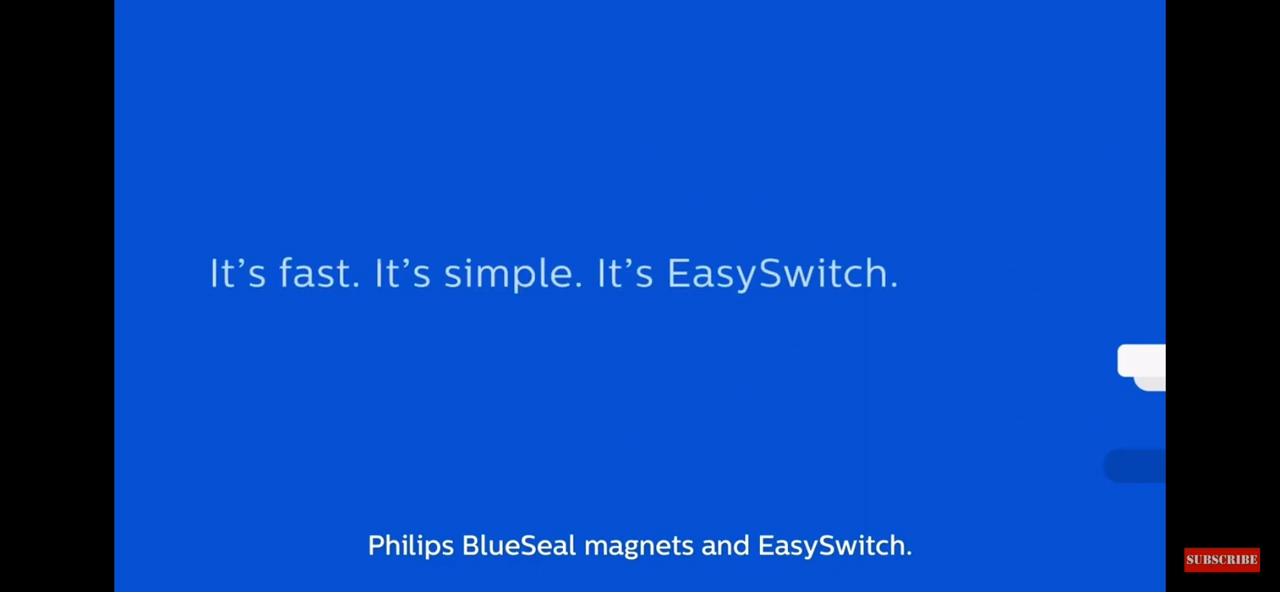 It’s fast. It’s simple. It’s EasySwitch.
Philips BlueSeal magnets and EasySwitch.
SUBSCRIBE